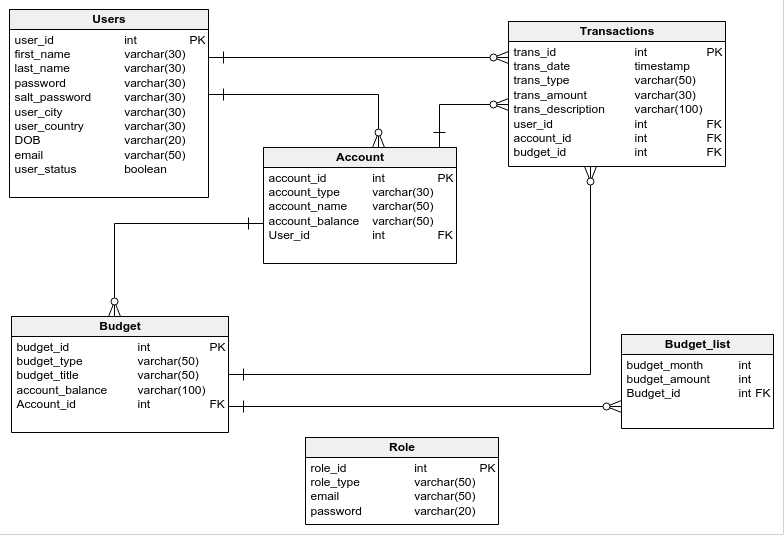 Users
user_id int PK
first_name varchar(30)
last_name varchar(30)
password varchar(30)
salt_password varchar(30)
user_city varchar(30)
user_country varchar(30)
DOB varchar(20)
email varchar(50)
user_status boolean
Transactions
trans_id int PK
trans_date timestamp
trans_type varchar(50)
trans_amount varchar(30)
trans_description varchar(100)
user_id int FK
account_id int FK
budget_id int FK
Account
account_id int PK
account_type varchar(30)
account_name varchar(50)
account_balance varchar(50)
User_id int FK
Budget
budget_id int PK
budget_type varchar(50)
budget_title varchar(50)
account_balance varchar(100)
Account_id int FK
Budget_list
budget_month int
budget_amount int
Budget_id int FK
Role
role_id int PK
role_type varchar(50)
email varchar(50)
password varchar(20)